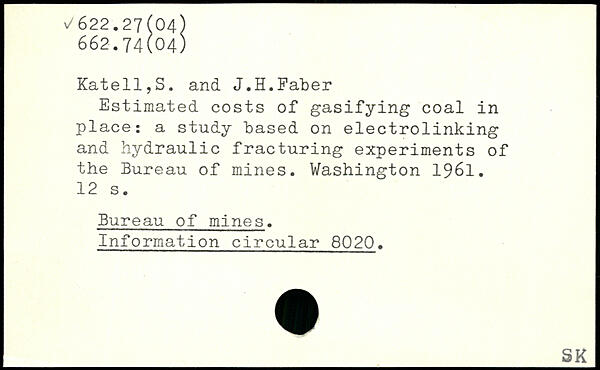 ✓622.27(04)
662.74(04)
Katell,S. and J.H.Faber
Estimated costs of gasifying coal in
place: a study based on electrolinking
and hydraulic fracturing experiments of
the Bureau of mines. Washington 1961.
12 s.
Bureau of mines.
Information circular 8020.
SK